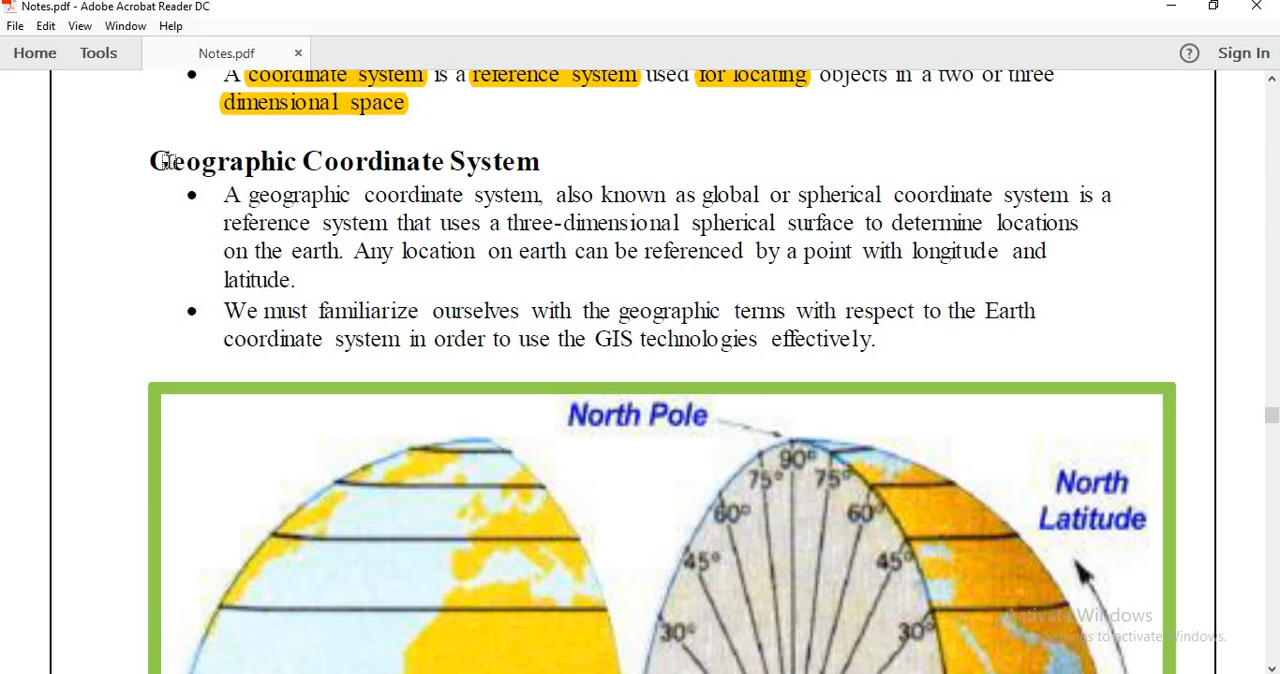 Notes.pdf - Adobe Acrobat Reader DC
File Edit View Window Help
Home Tools Notes.pdf × ? Sign In
• A coordinate system is a reference system used for locating objects in a two or three
dimensional space
Geographic Coordinate System
• A geographic coordinate system, also known as global or spherical coordinate system is a
reference system that uses a three-dimensional spherical surface to determine locations
on the earth. Any location on earth can be referenced by a point with longitude and
latitude.
• We must familiarize ourselves with the geographic terms with respect to the Earth
coordinate system in order to use the GIS technologies effectively.
North Pole
90°
75° 75°
North
Latitude
60° 60°
45° 45°
30° 30°
Activate Windows
to activate Windows.